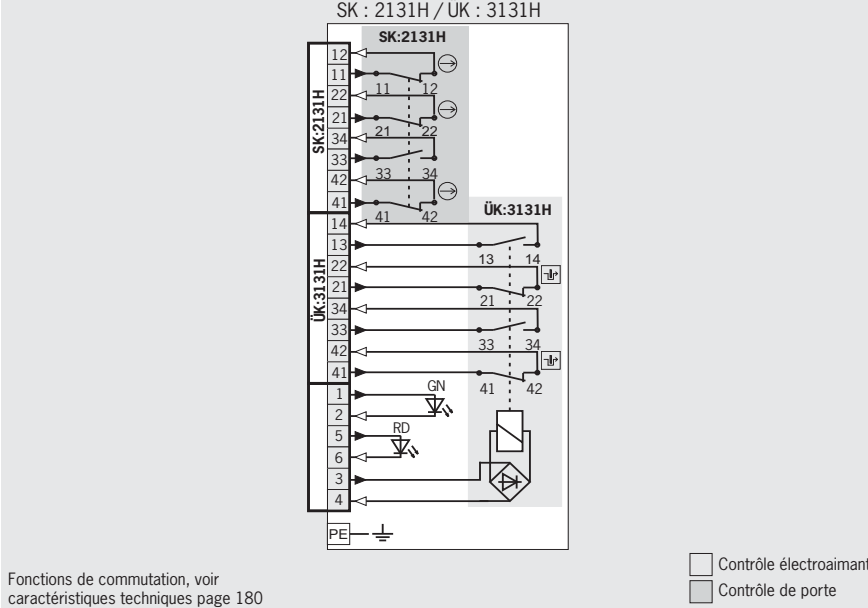 SK : 2131H / UK : 3131H
SK:2131H
SK:2131H
12
11
22
21
34
33
42
41
11 12
21 22
33 34
41 42
ÜK:3131H
ÜK:3131H
14
13
22
21
34
33
42
41
13 14
21 22
33 34
41 42
1
2
5
6
3
4
GN
RD
PE
Fonctions de commutation, voir
caractéristiques techniques page 180
Contrôle électroaimant
Contrôle de porte